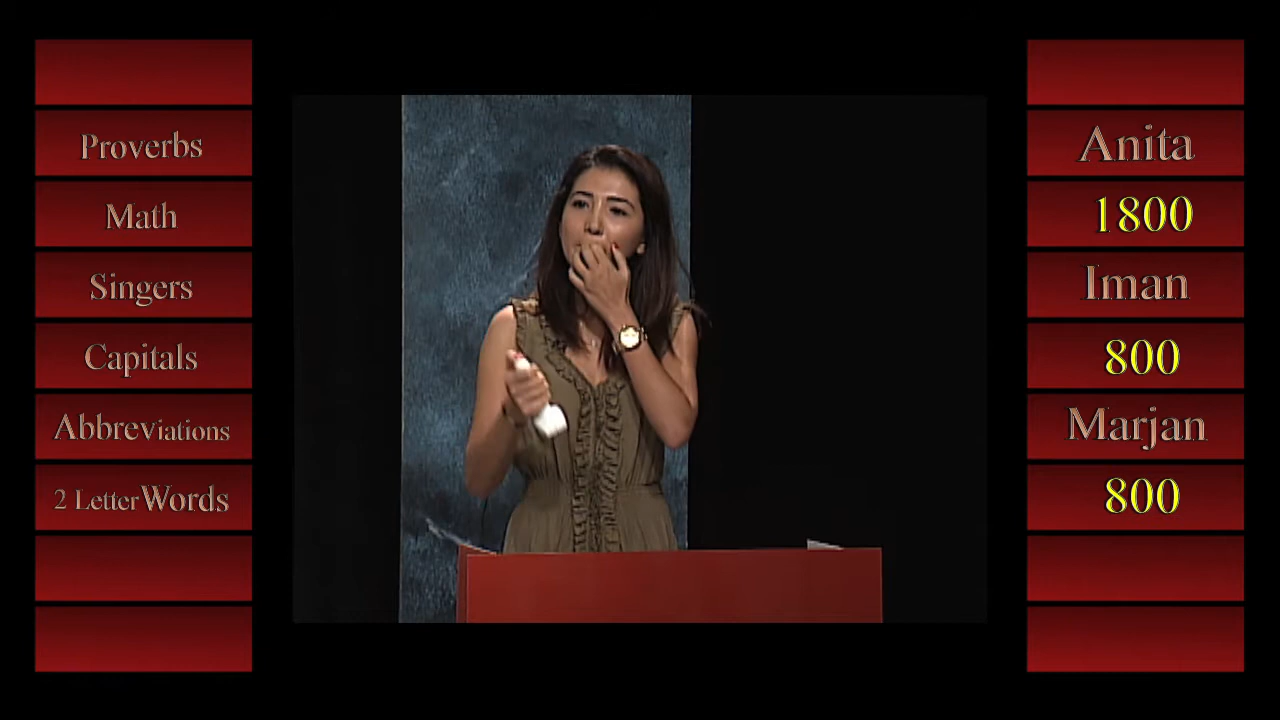 Proverbs
Math
Singers
Capitals
Abbreviations
2 Letter Words
Anita
1800
Iman
800
Marjan
800